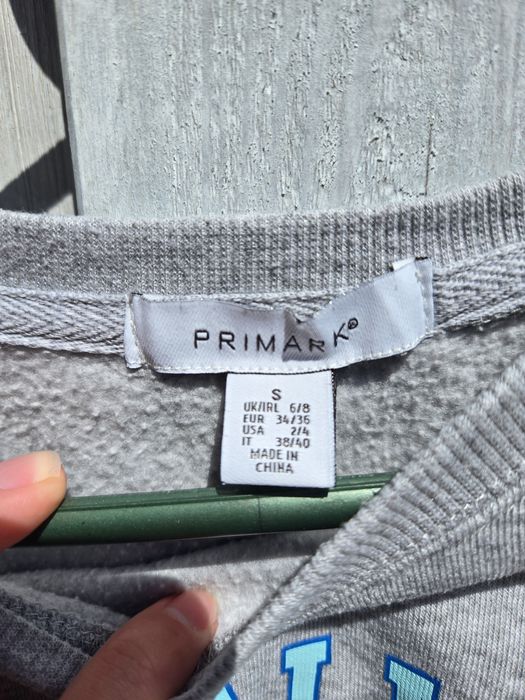 PRIMARK®
S
UK/IRL 6/8
EUR 34/36
USA 2/4
IT 38/40
MADE IN
CHINA